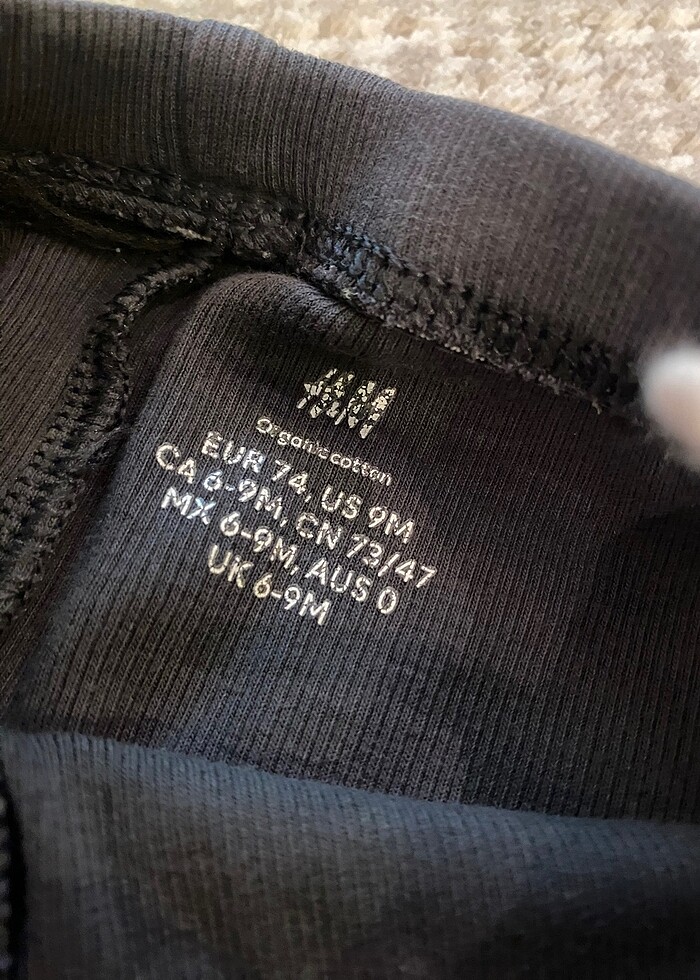 H&M
Organic cotton
EUR 74, US 9M
CA 6-9M, CN 73/47
MX 6-9M, AUS 0
UK 6-9M